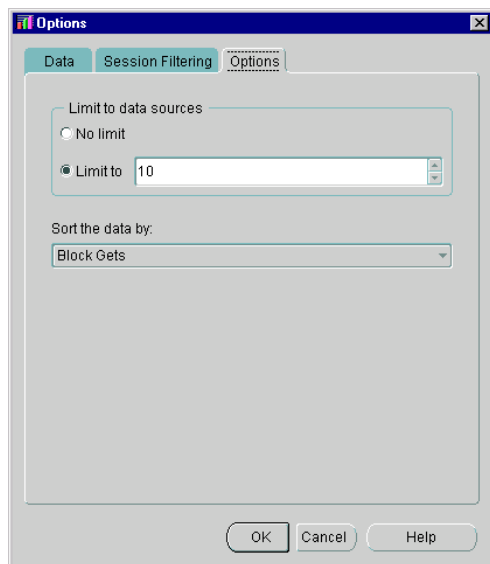 Options
Data Session Filtering Options
Limit to data sources
No limit
Limit to 10
Sort the data by:
Block Gets
OK Cancel Help